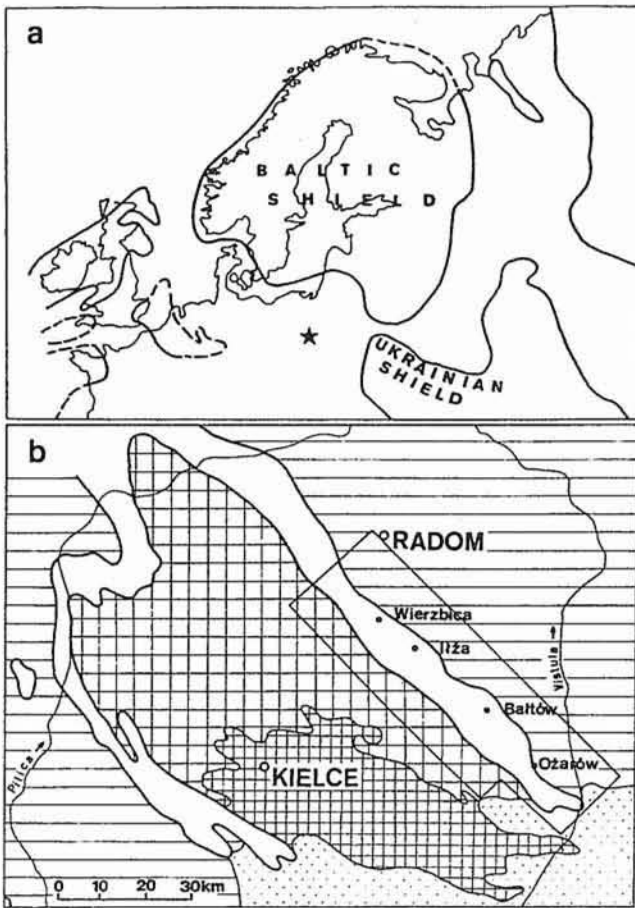 a
BALTIC
SHIELD
UKRAINIAN
SHIELD
b
RADOM
Wierzbica
Iłża
Vistula
Bałtów
Ożarów
KIELCE
Pilica
0 10 20 30km